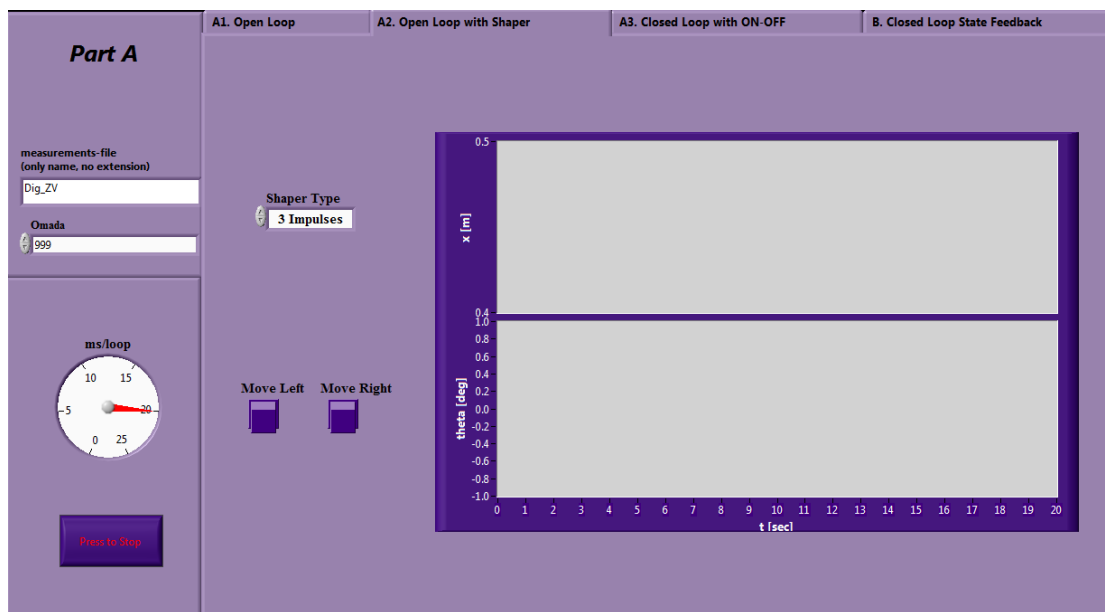 Part A
measurements-file
(only name, no extension)
Dig_ZV
Omada
999
ms/loop
10 15
5 20
0 25
Press to Stop
A1. Open Loop
A2. Open Loop with Shaper
A3. Closed Loop with ON-OFF
B. Closed Loop State Feedback
Shaper Type
3 Impulses
Move Left Move Right
x [m]
0.5
0.4
theta [deg]
1.0
0.8
0.6
0.4
0.2
0.0
-0.2
-0.4
-0.6
-0.8
-1.0
0 1 2 3 4 5 6 7 8 9 10 11 12 13 14 15 16 17 18 19 20
t [sec]